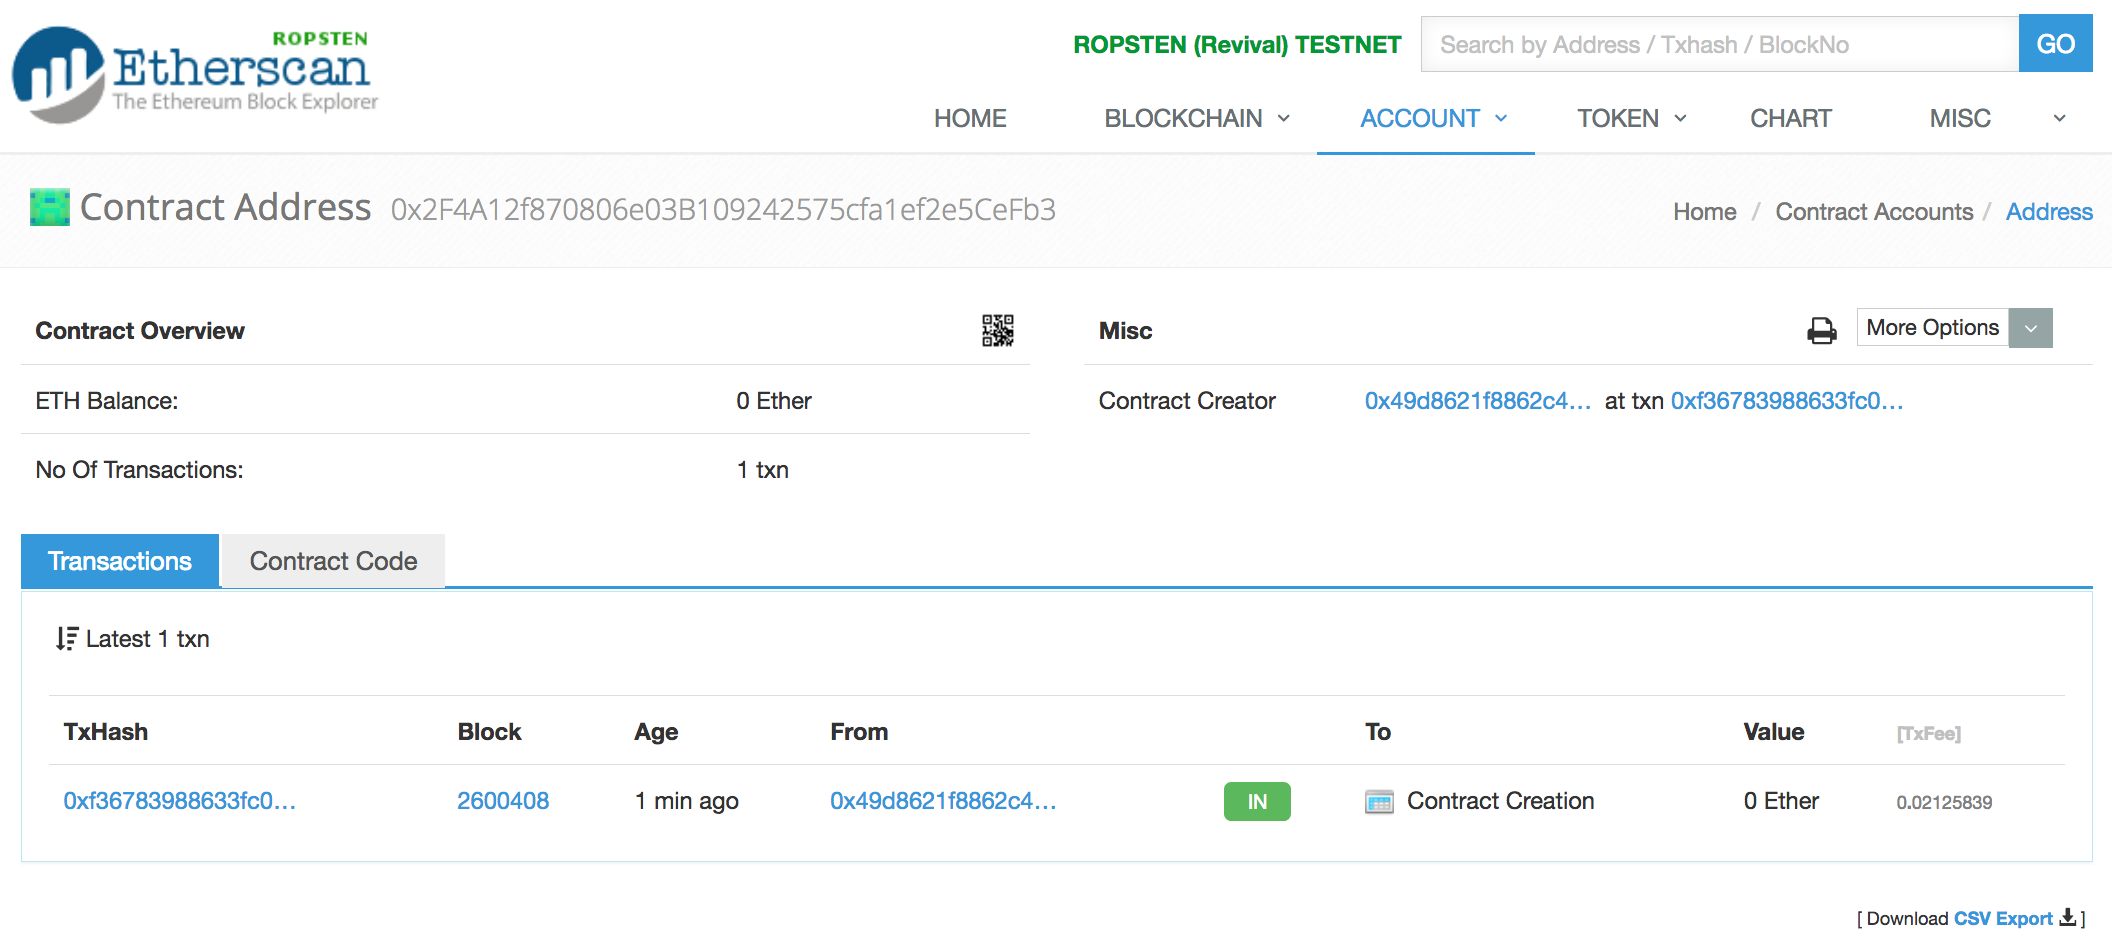 ROPSTEN
Etherscan
The Ethereum Block Explorer
ROPSTEN (Revival) TESTNET Search by Address / Txhash / BlockNo GO
HOME BLOCKCHAIN ACCOUNT TOKEN CHART MISC
Contract Address 0x2F4A12f870806e03B109242575cfa1ef2e5CeFb3
Home / Contract Accounts / Address
Contract Overview
ETH Balance: 0 Ether
No Of Transactions: 1 txn
Misc More Options
Contract Creator 0x49d8621f8862c4... at txn 0xf36783988633fc0...
Transactions Contract Code
Latest 1 txn
TxHash Block Age From To Value [TxFee]
0xf36783988633fc0... 2600408 1 min ago 0x49d8621f8862c4... IN Contract Creation 0 Ether 0.02125839
[ Download CSV Export ]